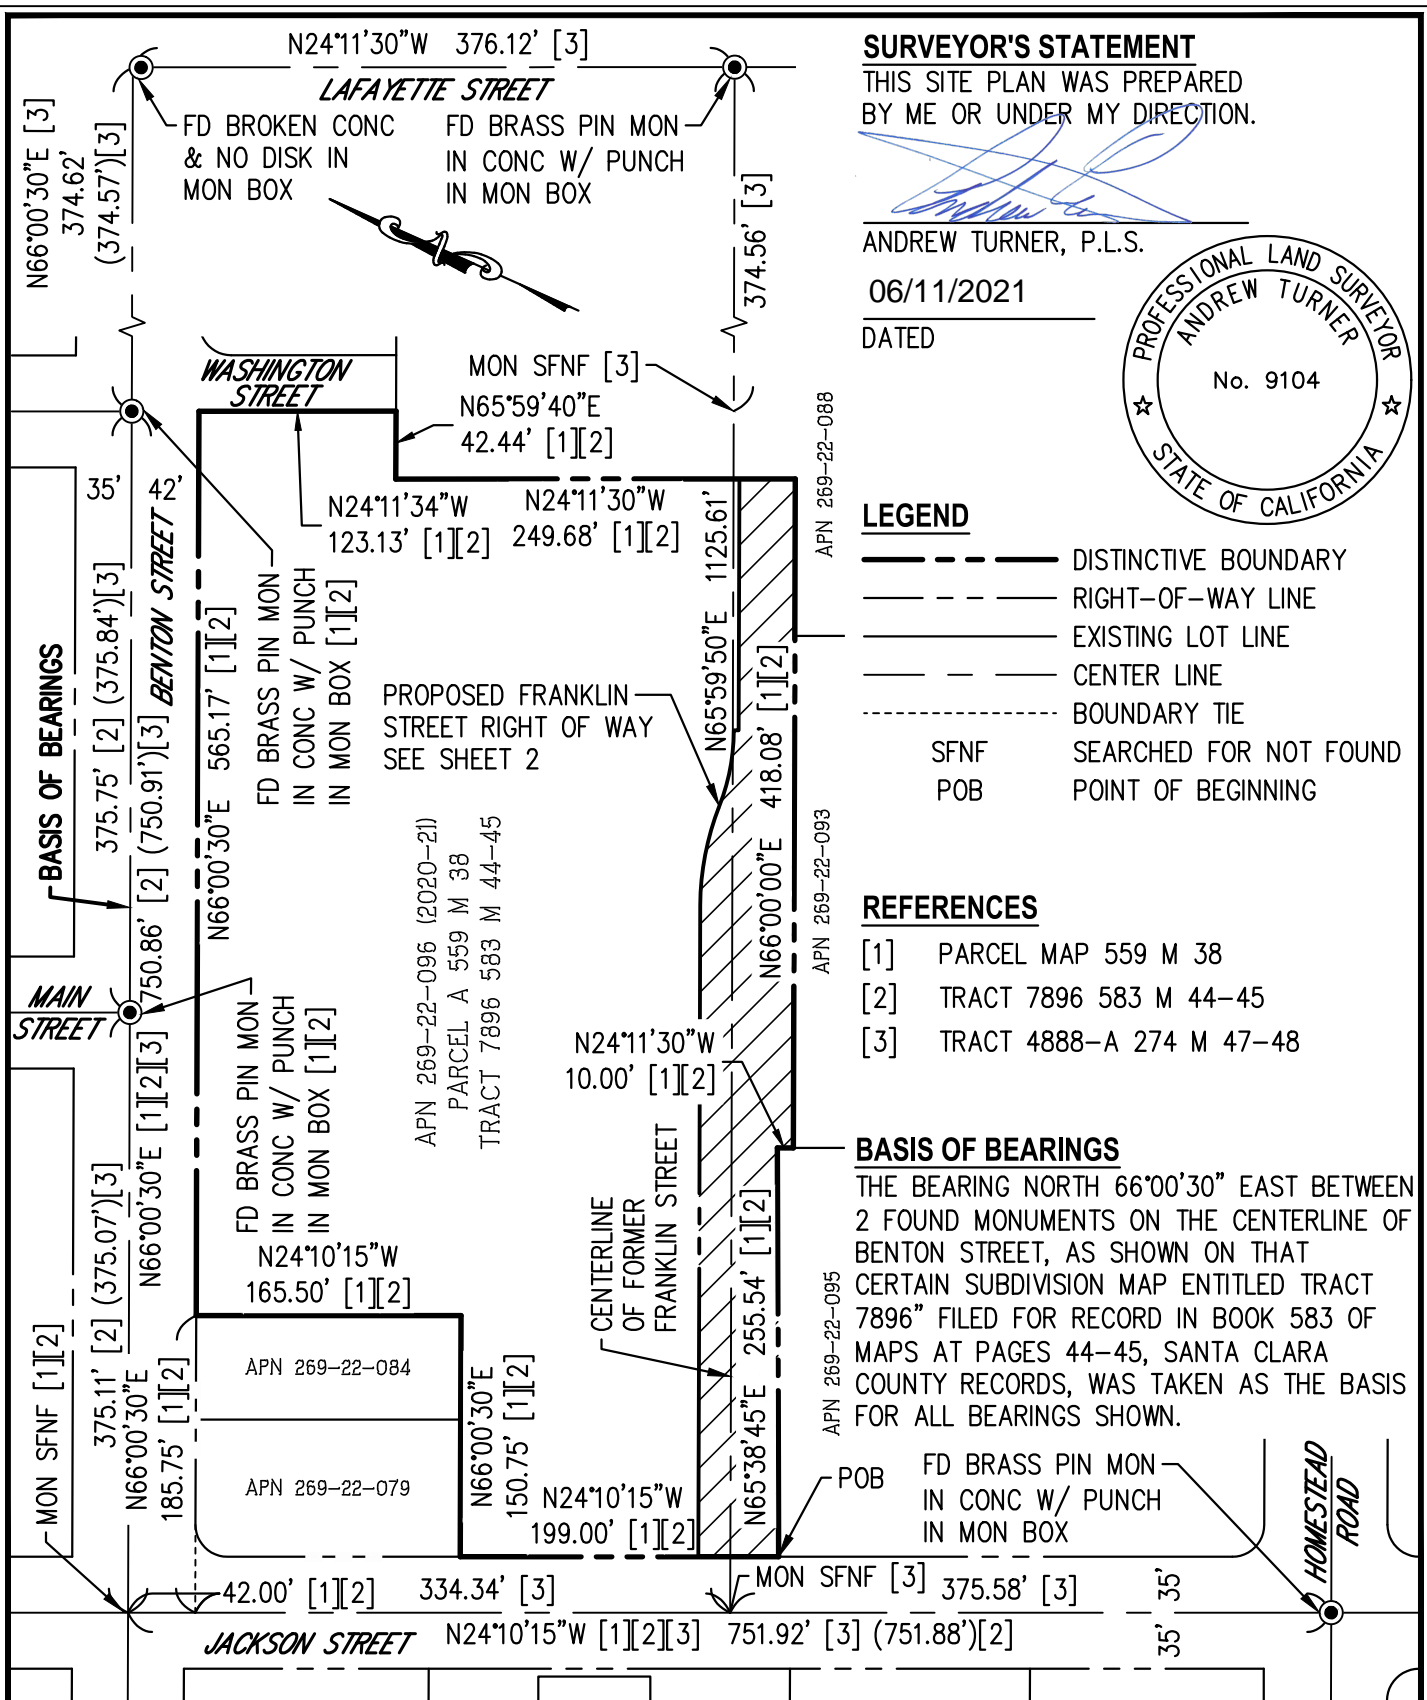 N24°11'30"W 376.12' [3]
LAFAYETTE STREET
FD BROKEN CONC
& NO DISK IN
MON BOX
FD BRASS PIN MON
IN CONC W/ PUNCH
IN MON BOX
N66°00'30"E [3]
374.62'
(374.57')[3]
374.56' [3]
SURVEYOR'S STATEMENT
THIS SITE PLAN WAS PREPARED
BY ME OR UNDER MY DIRECTION.
ANDREW TURNER, P.L.S.
06/11/2021
DATED
PROFESSIONAL LAND SURVEYOR
ANDREW TURNER
No. 9104
STATE OF CALIFORNIA
WASHINGTON
STREET
MON SFNF [3]
N65°59'40"E
42.44' [1][2]
35' 42'
N24°11'34"W
123.13' [1][2]
N24°11'30"W
249.68' [1][2]
APN 269-22-088
LEGEND
DISTINCTIVE BOUNDARY
RIGHT-OF-WAY LINE
EXISTING LOT LINE
CENTER LINE
BOUNDARY TIE
SFNF SEARCHED FOR NOT FOUND
POB POINT OF BEGINNING
BASIS OF BEARINGS
375.75' [2] (375.84')[3]
BENTON STREET
N66°00'30"E 565.17' [1][2]
FD BRASS PIN MON
IN CONC W/ PUNCH
IN MON BOX [1][2]
PROPOSED FRANKLIN
STREET RIGHT OF WAY
SEE SHEET 2
N65°59'50"E 1125.61'
N66°00'00"E 418.08' [1][2]
APN 269-22-093
REFERENCES
[1] PARCEL MAP 559 M 38
[2] TRACT 7896 583 M 44-45
[3] TRACT 4888-A 274 M 47-48
APN 269-22-096 (2020-21)
PARCEL A 559 M 38
TRACT 7896 583 M 44-45
MAIN
STREET
N66°00'30"E [1][2][3] 750.86' [2] (750.91')[3]
FD BRASS PIN MON
IN CONC W/ PUNCH
IN MON BOX [1][2]
N24°11'30"W
10.00' [1][2]
CENTERLINE
OF FORMER
FRANKLIN STREET
N65°38'45"E 255.54' [1][2]
APN 269-22-095
BASIS OF BEARINGS
THE BEARING NORTH 66°00'30" EAST BETWEEN
2 FOUND MONUMENTS ON THE CENTERLINE OF
BENTON STREET, AS SHOWN ON THAT
CERTAIN SUBDIVISION MAP ENTITLED TRACT
7896" FILED FOR RECORD IN BOOK 583 OF
MAPS AT PAGES 44-45, SANTA CLARA
COUNTY RECORDS, WAS TAKEN AS THE BASIS
FOR ALL BEARINGS SHOWN.
N24°10'15"W
165.50' [1][2]
APN 269-22-084
APN 269-22-079
MON SFNF [1][2]
375.11' [2] (375.07')[3]
N66°00'30"E
185.75' [1][2]
N66°00'30"E
150.75' [1][2]
N24°10'15"W
199.00' [1][2]
POB
FD BRASS PIN MON
IN CONC W/ PUNCH
IN MON BOX
HOMESTEAD
ROAD
42.00' [1][2]
334.34' [3]
MON SFNF [3]
375.58' [3]
35'
35'
JACKSON STREET
N24°10'15"W [1][2][3] 751.92' [3] (751.88')[2]